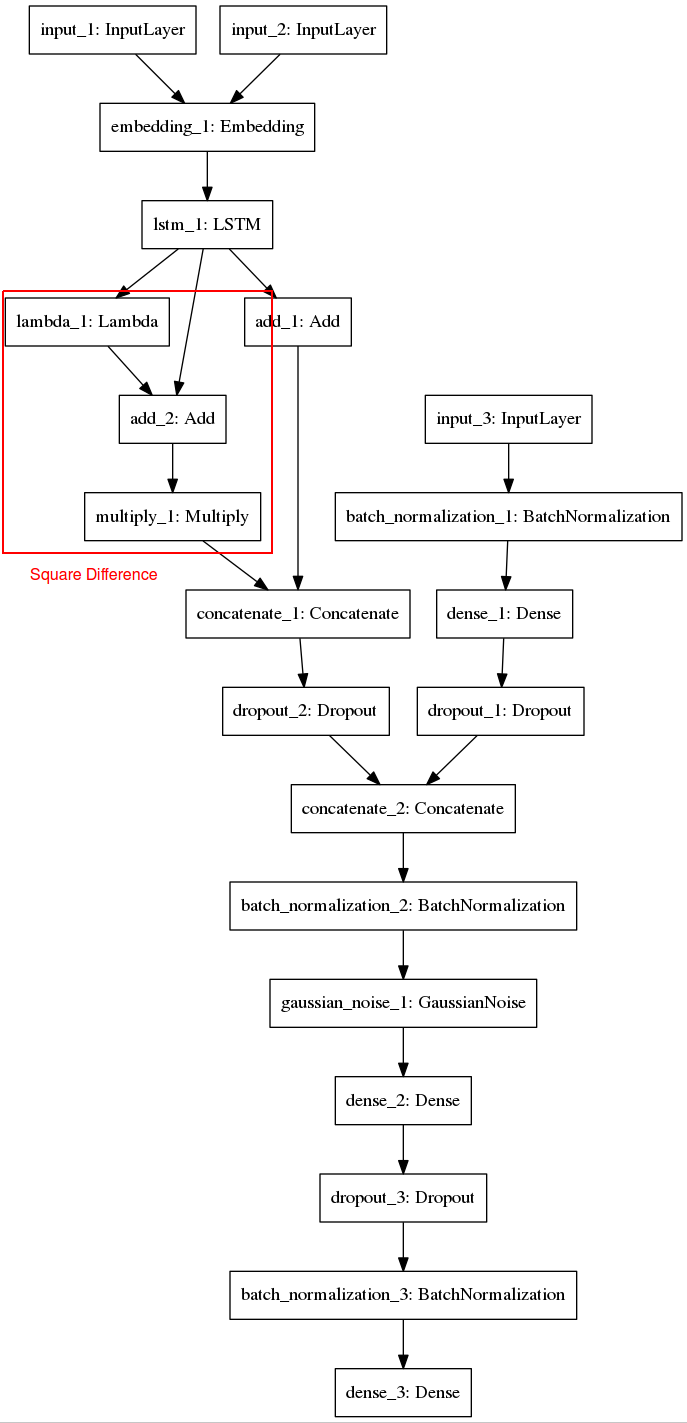 input_1: InputLayer
input_2: InputLayer
embedding_1: Embedding
lstm_1: LSTM
lambda_1: Lambda
add_1: Add
add_2: Add
input_3: InputLayer
multiply_1: Multiply
batch_normalization_1: BatchNormalization
Square Difference
concatenate_1: Concatenate
dense_1: Dense
dropout_2: Dropout
dropout_1: Dropout
concatenate_2: Concatenate
batch_normalization_2: BatchNormalization
gaussian_noise_1: GaussianNoise
dense_2: Dense
dropout_3: Dropout
batch_normalization_3: BatchNormalization
dense_3: Dense